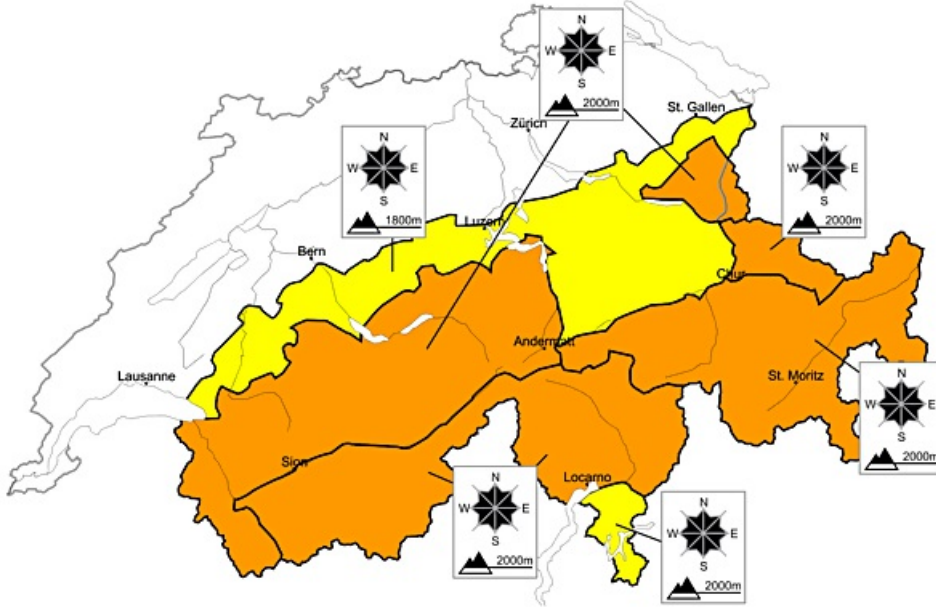 N
W E
S
2000m
St. Gallen
Zürich
N
W E
S
1800m
N
W E
S
2000m
Luzern
Bern
Chur
Andermatt
Lausanne
St. Moritz
N
W E
S
2000m
Sion
Locarno
N
W E
S
2000m
N
W E
S
2000m